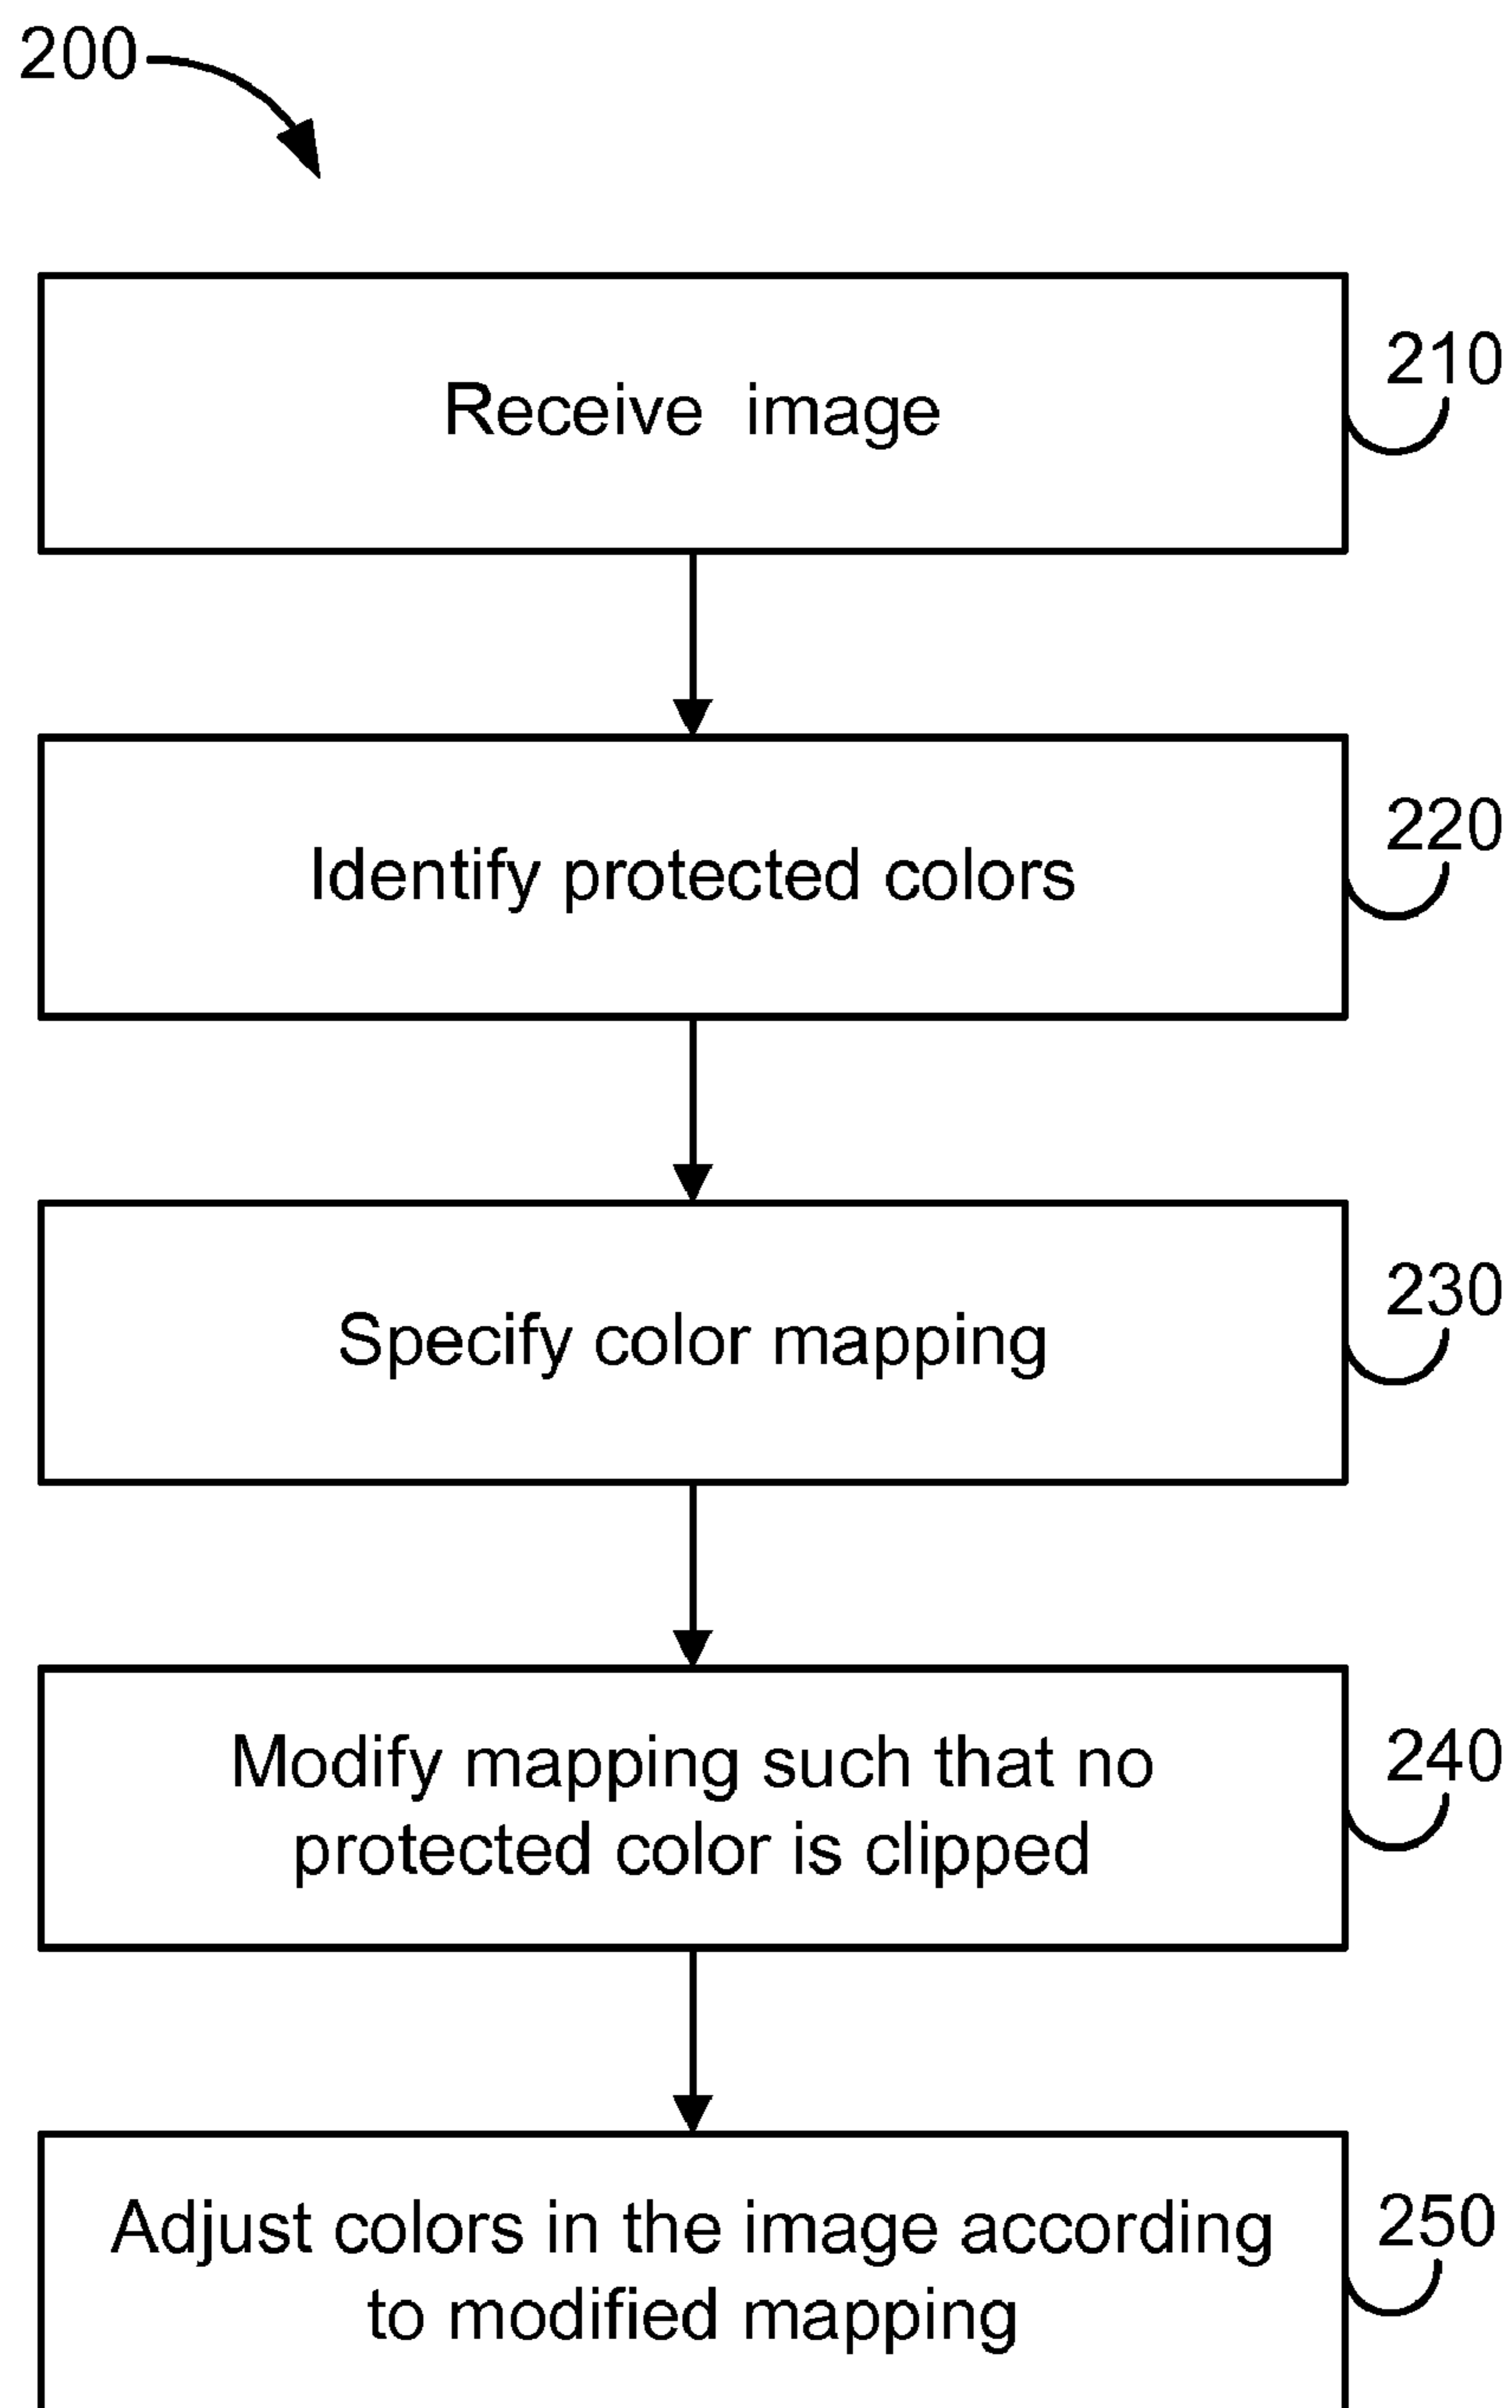 200
Receive image
210
Identify protected colors
220
Specify color mapping
230
Modify mapping such that no
protected color is clipped
240
Adjust colors in the image according
to modified mapping
250